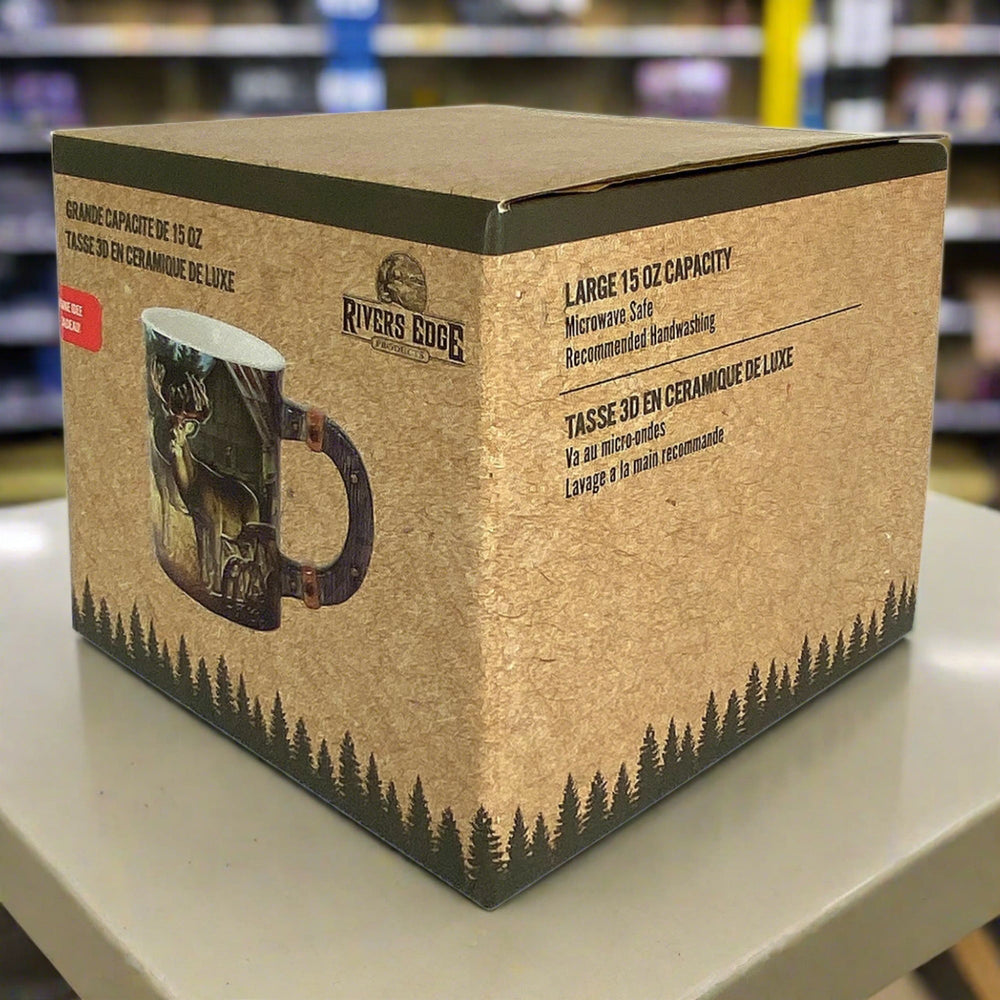 GRANDE CAPACITE DE 15 OZ
TASSE 3D EN CERAMIQUE DE LUXE
IDEE
RIVERS EDGE
PRODUCTS
LARGE 15 OZ CAPACITY
Microwave Safe
Recommended Handwashing
TASSE 3D EN CERAMIQUE DE LUXE
Va au micro-ondes
Lavage a la main recommande